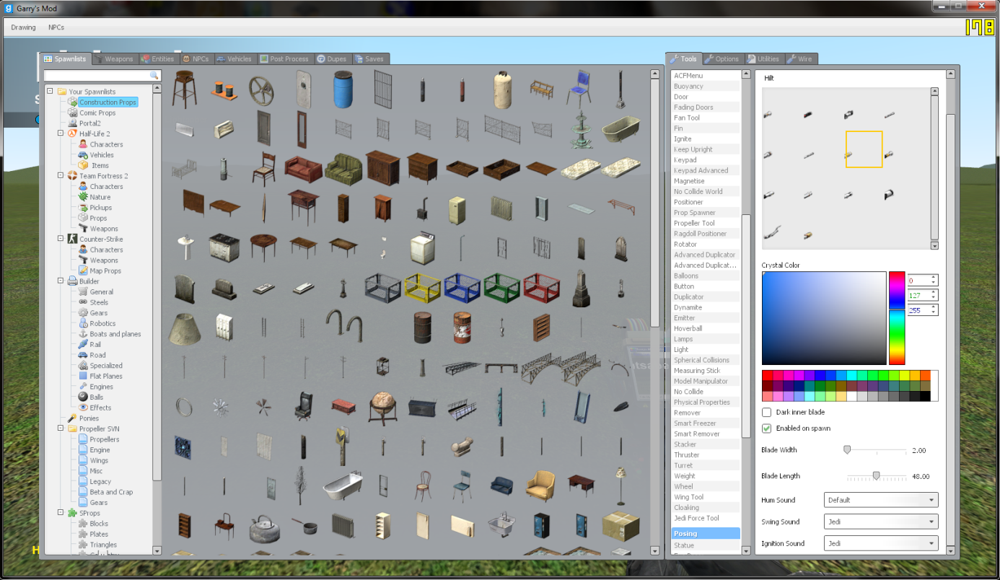 Garry's Mod
Drawing NPCs
178
Spawnlists Weapons Entities NPCs Vehicles Post Process Dupes Saves
Your Spawnlists
Construction Props
Comic Props
Portal2
Half-Life 2
Characters
Vehicles
Items
Team Fortress 2
Characters
Nature
Pickups
Props
Weapons
Counter-Strike
Characters
Weapons
Map Props
Builder
General
Steels
Gears
Robotics
Boats and planes
Rail
Road
Specialized
Flat Planes
Engines
Balls
Effects
Ponies
Propeller SVN
Propellers
Engine
Wings
Misc
Legacy
Beta and Crap
Gears
SProps
Blocks
Plates
Triangles
Tools Options Utilities Wire
ACFMenu
Buoyancy
Door
Fading Doors
Fan Tool
Fin
Ignite
Keep Upright
Keypad
Keypad Advanced
Magnetise
No Collide World
Positioner
Prop Spawner
Propeller Tool
Ragdoll Positioner
Rotator
Advanced Duplicator
Advanced Duplicat...
Balloons
Button
Duplicator
Dynamite
Emitter
Hoverball
Lamps
Light
Spherical Collisions
Measuring Stick
Model Manipulator
No Collide
Physical Properties
Remover
Smart Freezer
Smart Remover
Stacker
Thruster
Turret
Weight
Wheel
Wing Tool
Cloaking
Jedi Force Tool
Posing
Statue
Hilt
Crystal Color
0
127
255
Dark inner blade
Enabled on spawn
Blade Width 2.00
Blade Length 48.00
Hum Sound Default
Swing Sound Jedi
Ignition Sound Jedi
H